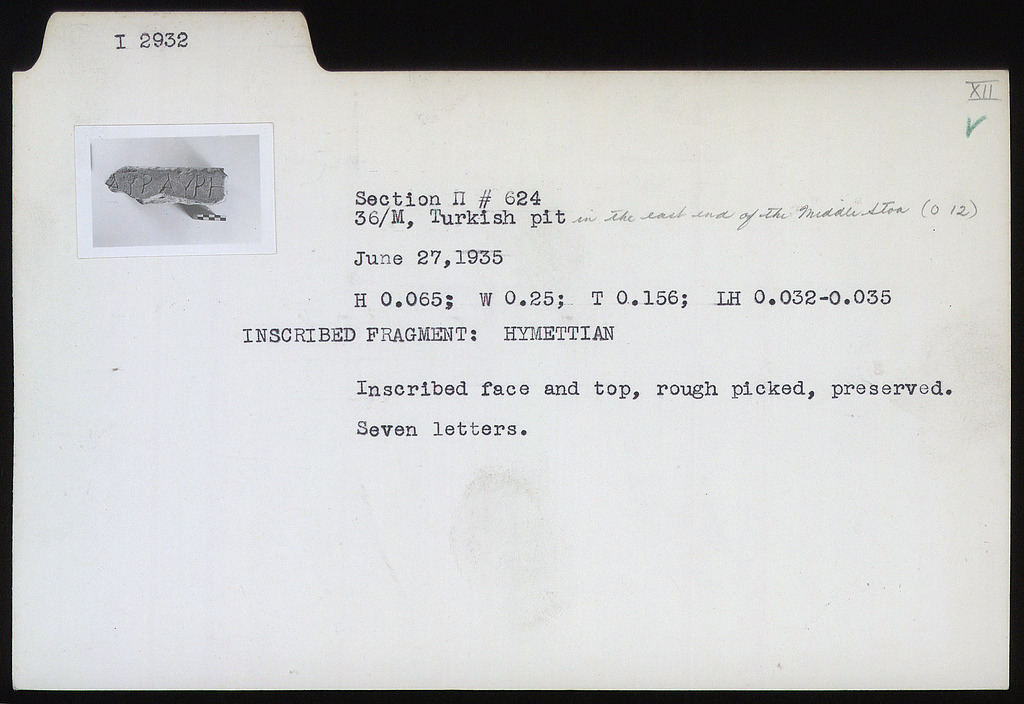 I 2932
XII
ΑΥΡΑΥΡΕ
Section Π # 624
36/M, Turkish pit in the east end of the Middle Stoa (O 12)
June 27,1935
H 0.065; W 0.25; T 0.156; LH 0.032-0.035
INSCRIBED FRAGMENT: HYMETTIAN
Inscribed face and top, rough picked, preserved.
Seven letters.